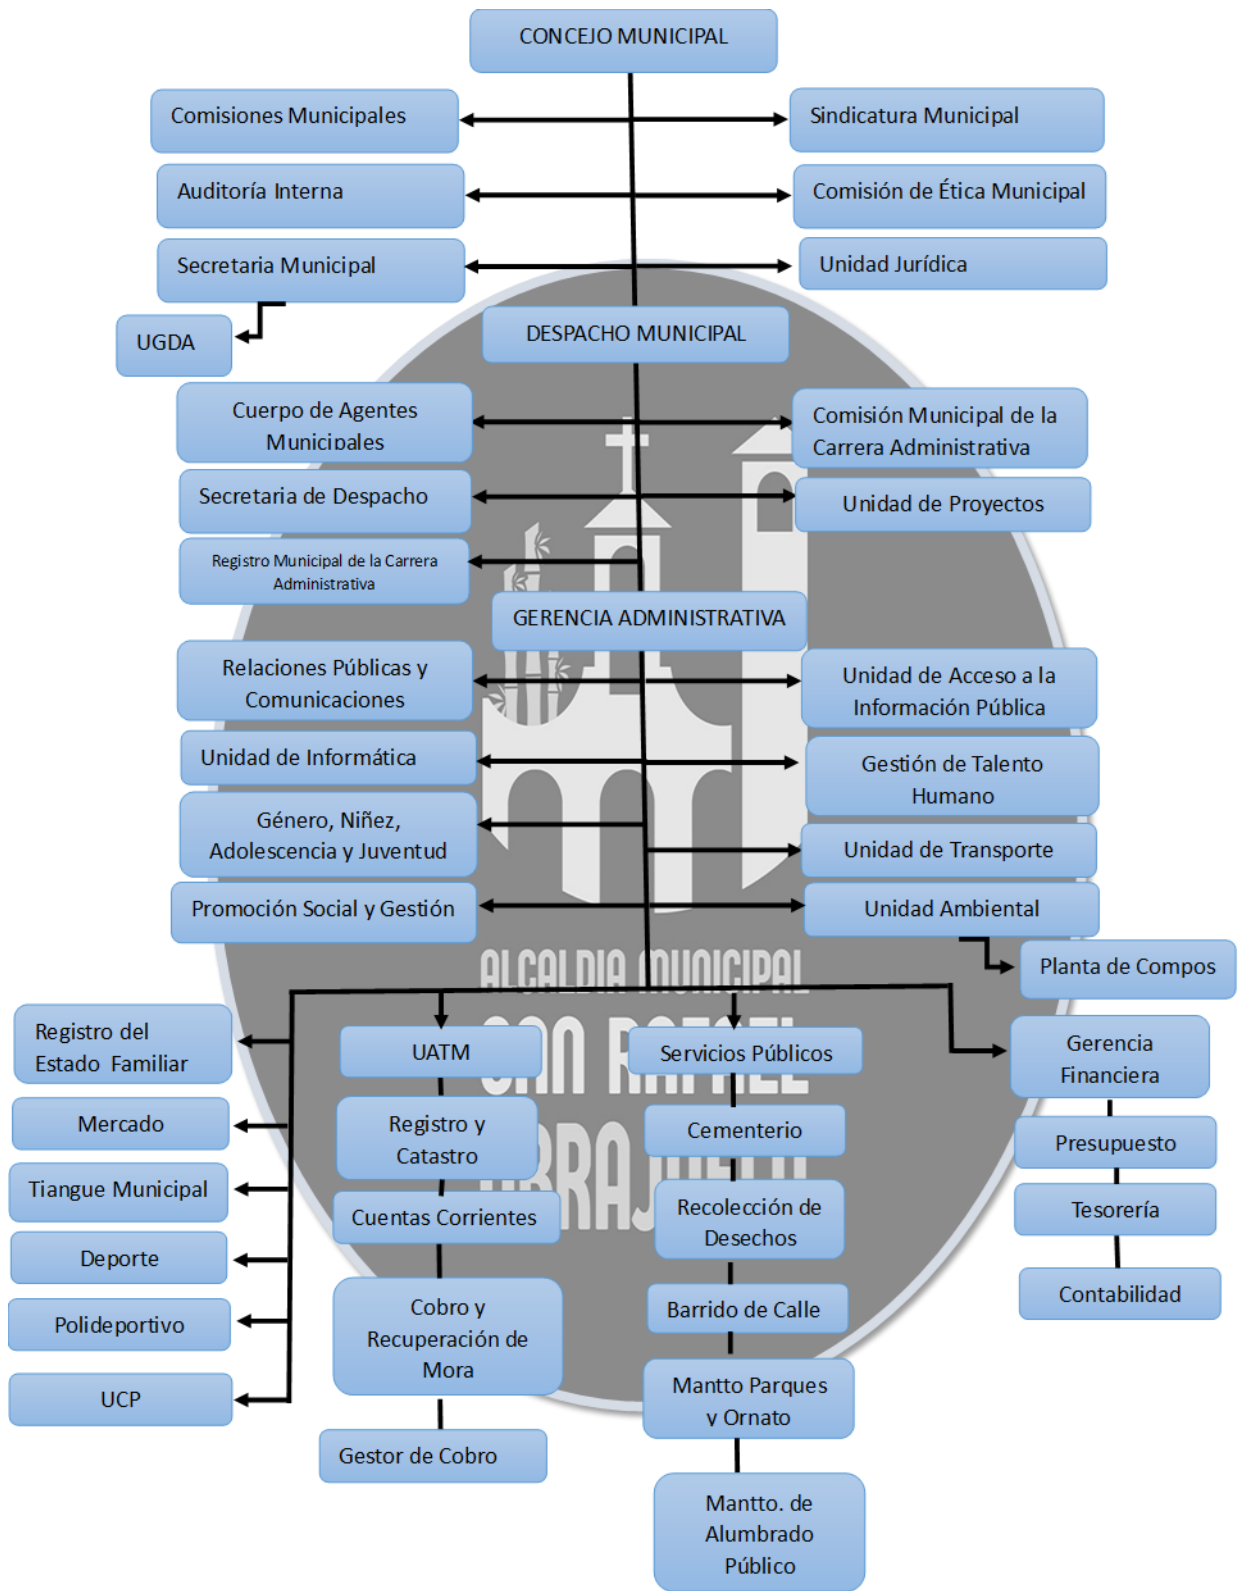 CONCEJO MUNICIPAL
Comisiones Municipales
Sindicatura Municipal
Auditoría Interna
Comisión de Ética Municipal
Secretaria Municipal
Unidad Jurídica
UGDA
DESPACHO MUNICIPAL
Cuerpo de Agentes
Municipales
Comisión Municipal de la
Carrera Administrativa
Secretaria de Despacho
Unidad de Proyectos
Registro Municipal de la Carrera
Administrativa
GERENCIA ADMINISTRATIVA
Relaciones Públicas y
Comunicaciones
Unidad de Acceso a la
Información Pública
Unidad de Informática
Gestión de Talento
Humano
Género, Niñez,
Adolescencia y Juventud
Unidad de Transporte
Promoción Social y Gestión
Unidad Ambiental
Planta de Compos
ALCALDIA MUNICIPAL
SAN RAFAEL
OBRAJUELO
Registro del
Estado Familiar
Mercado
Tiangue Municipal
Deporte
Polideportivo
UCP
UATM
Registro y
Catastro
Cuentas Corrientes
Cobro y
Recuperación de
Mora
Gestor de Cobro
Servicios Públicos
Cementerio
Recolección de
Desechos
Barrido de Calle
Mantto Parques
y Ornato
Mantto. de
Alumbrado
Público
Gerencia
Financiera
Presupuesto
Tesorería
Contabilidad